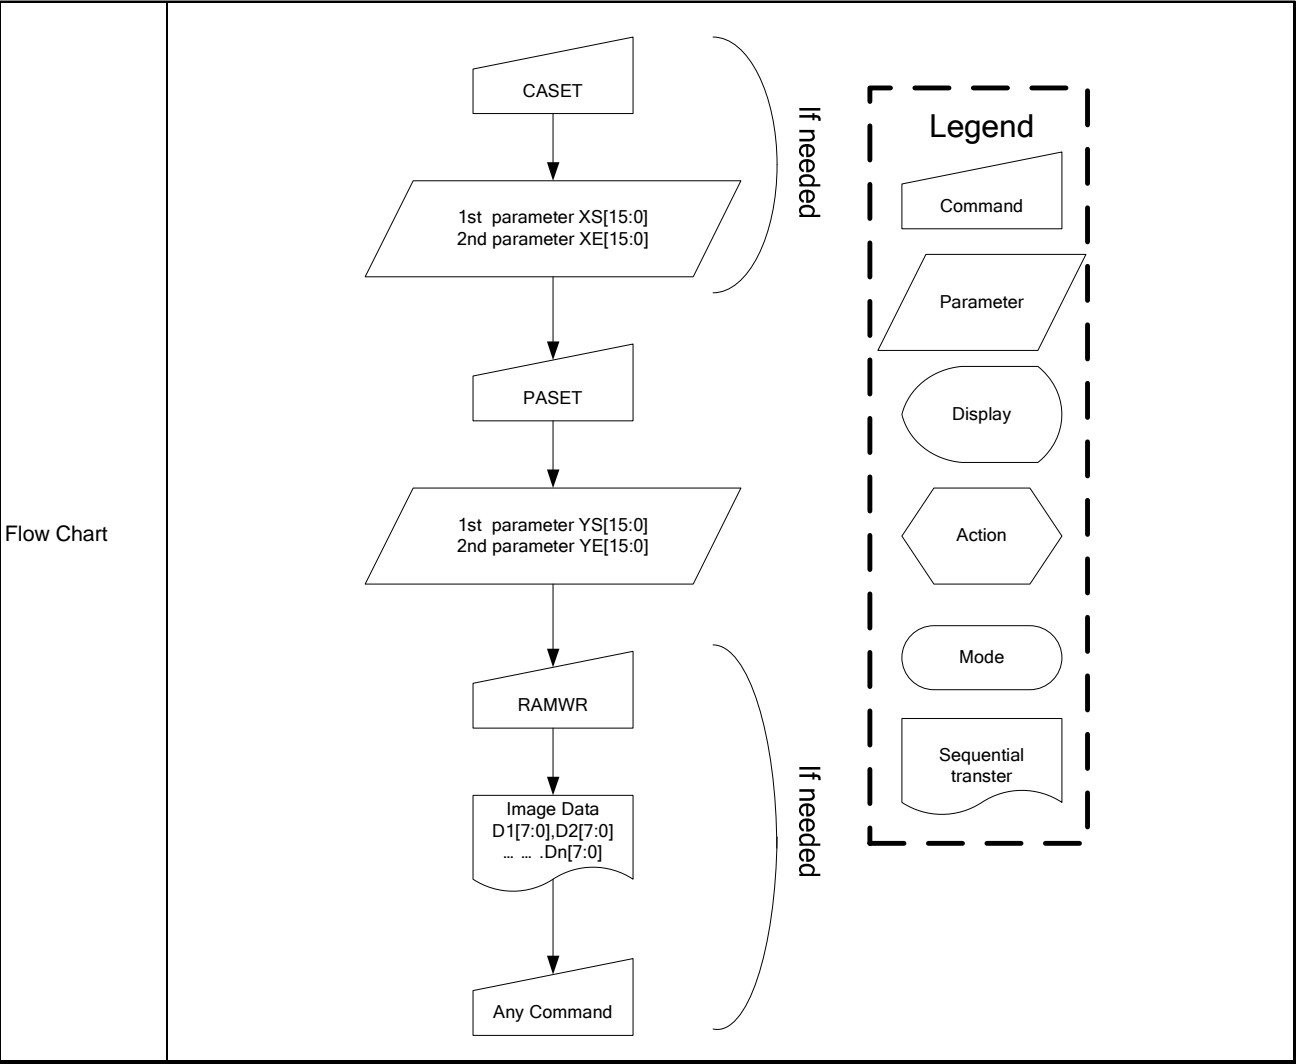 Flow Chart
CASET
1st  parameter XS[15:0]
2nd parameter XE[15:0]
If needed
PASET
1st  parameter YS[15:0]
2nd parameter YE[15:0]
RAMWR
Image Data
D1[7:0],D2[7:0]
... ... .Dn[7:0]
Any Command
If needed
Legend
Command
Parameter
Display
Action
Mode
Sequential
transter